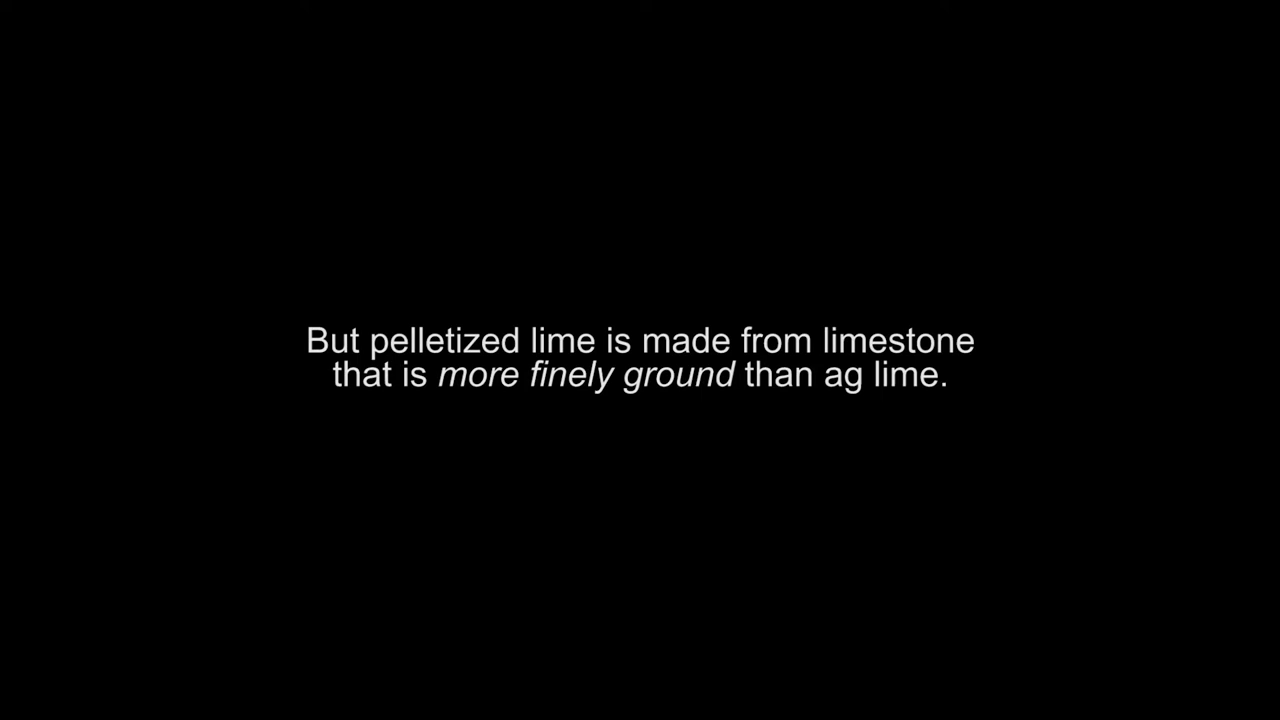 But pelletized lime is made from limestone
that is more finely ground than ag lime.